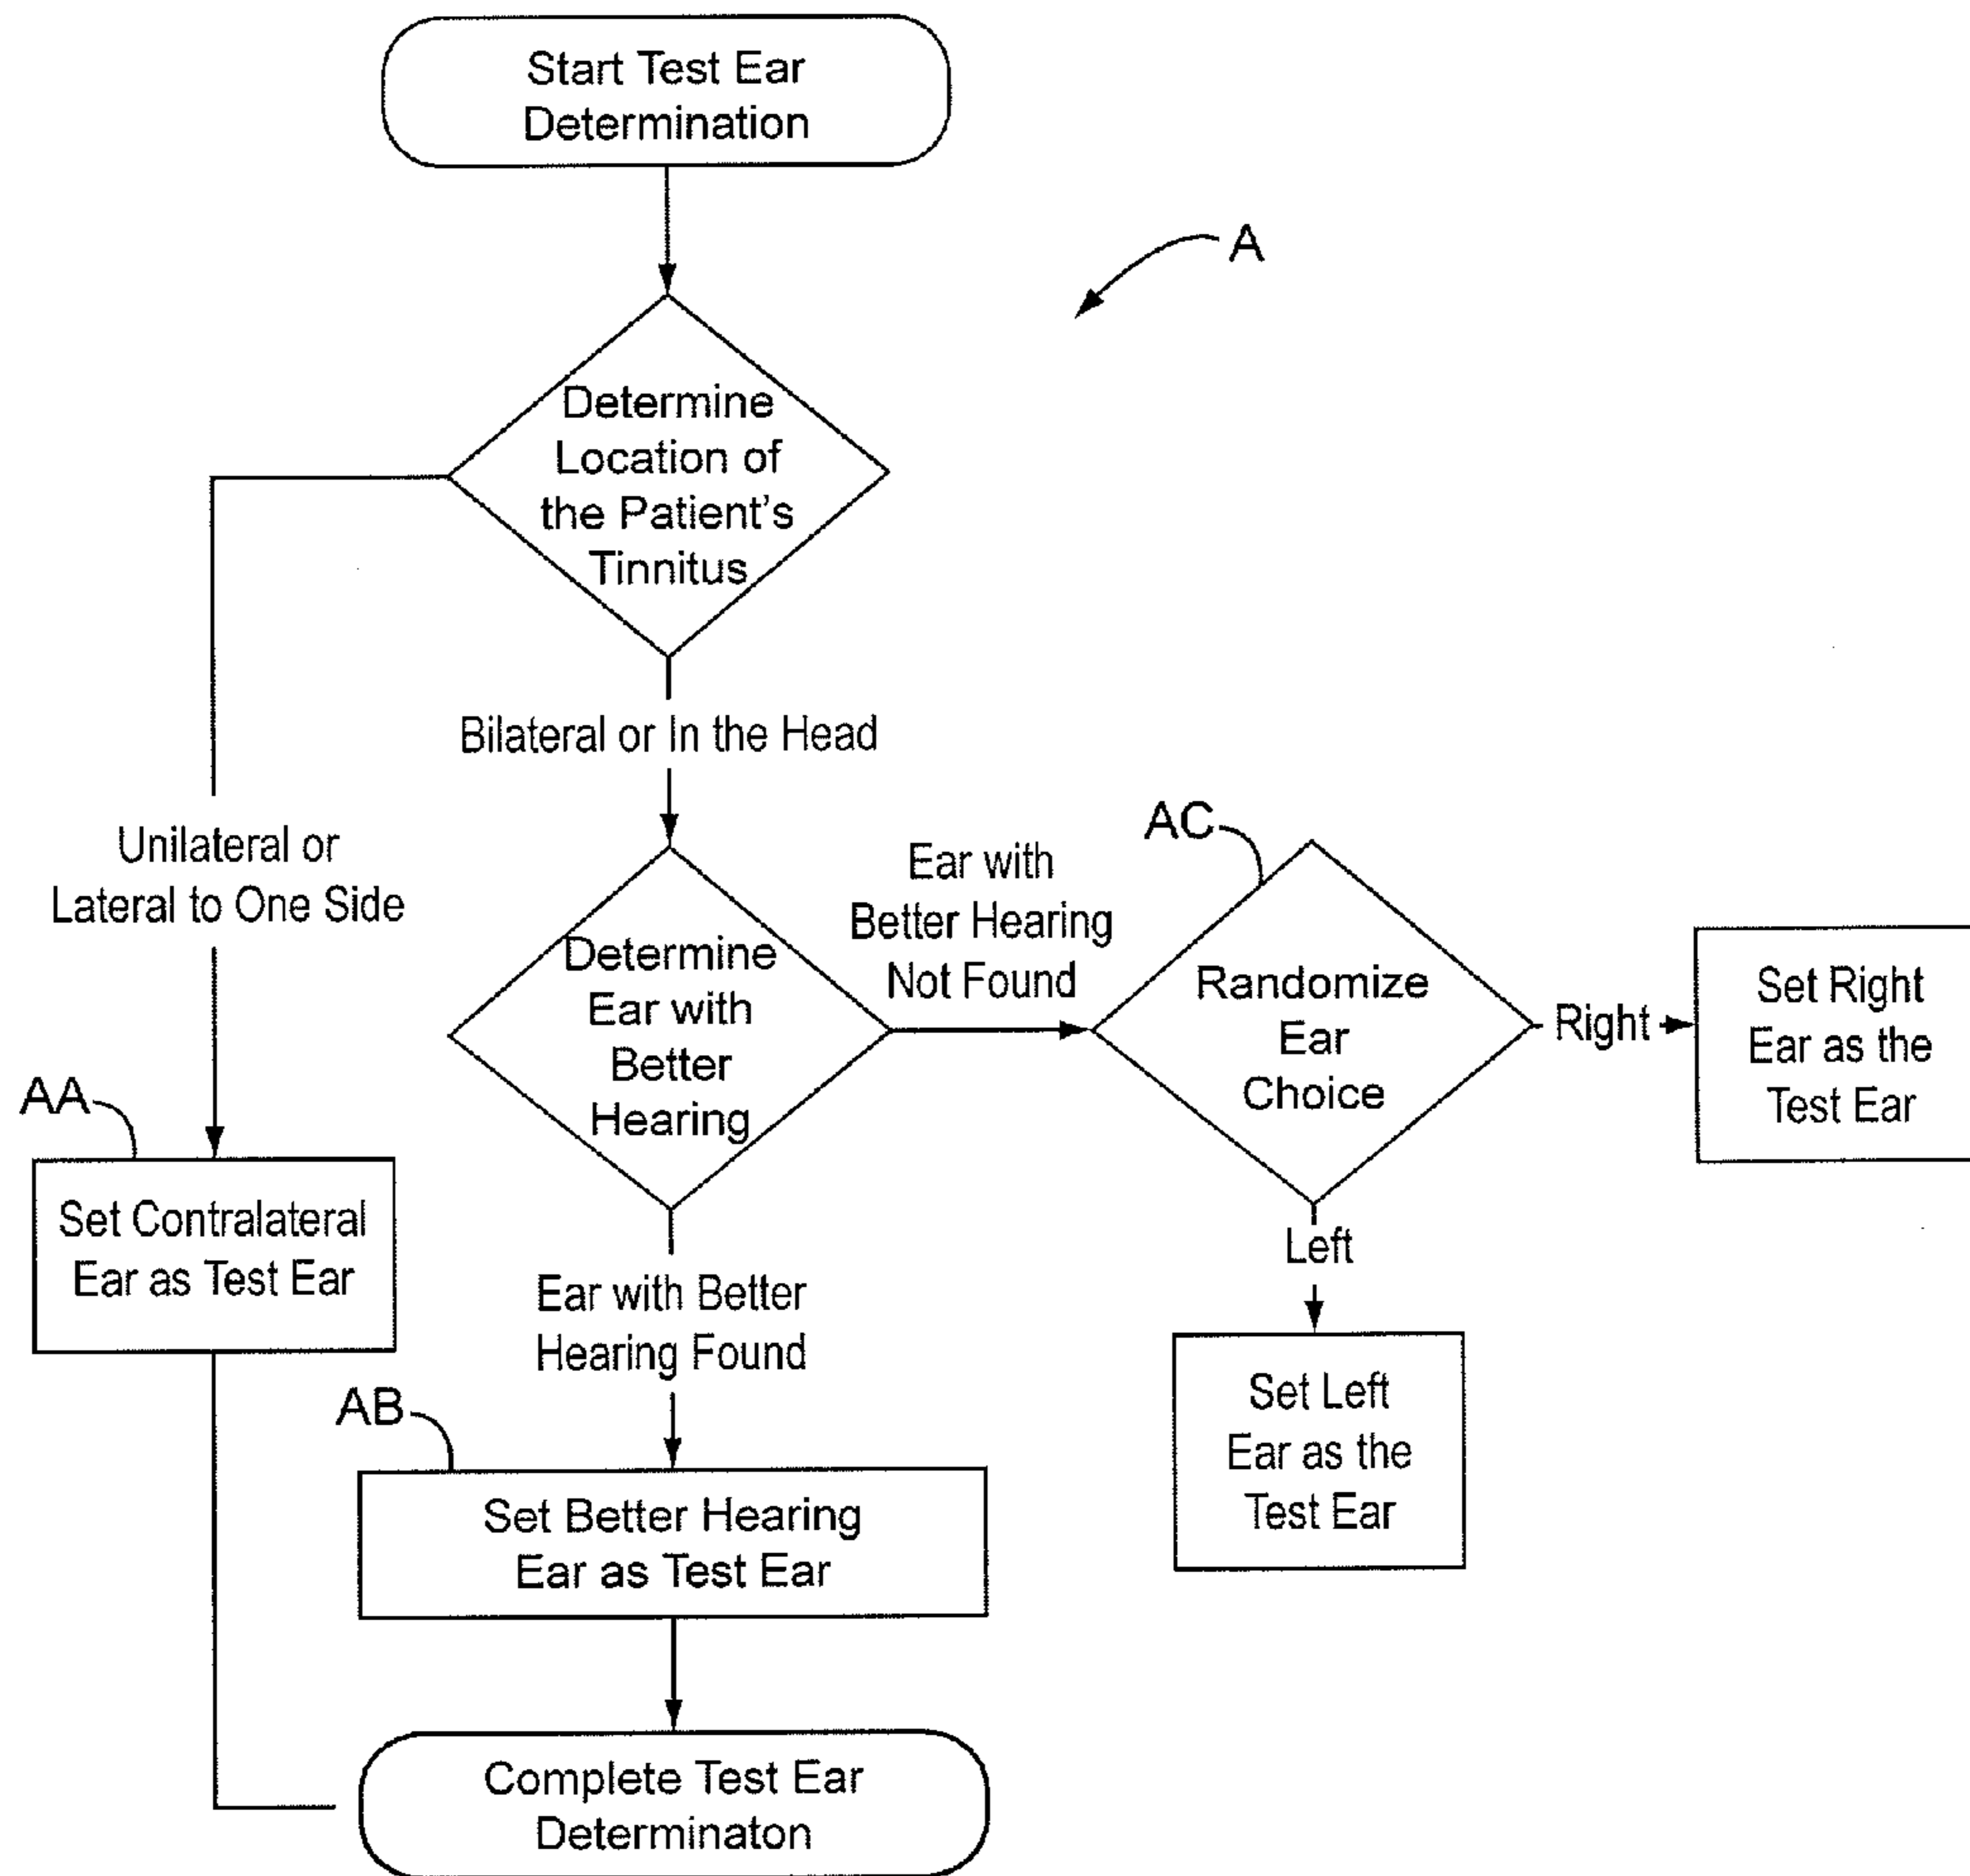 Start Test Ear
Determination
A
Determine
Location of
the Patient's
Tinnitus
Bilateral or In the Head
Unilateral or
Lateral to One Side
Determine
Ear with
Better
Hearing
Ear with
Better Hearing
Not Found
AC
Randomize
Ear
Choice
Right
Set Right
Ear as the
Test Ear
Left
Set Left
Ear as the
Test Ear
AA
Set Contralateral
Ear as Test Ear
Ear with Better
Hearing Found
AB
Set Better Hearing
Ear as Test Ear
Complete Test Ear
Determinaton